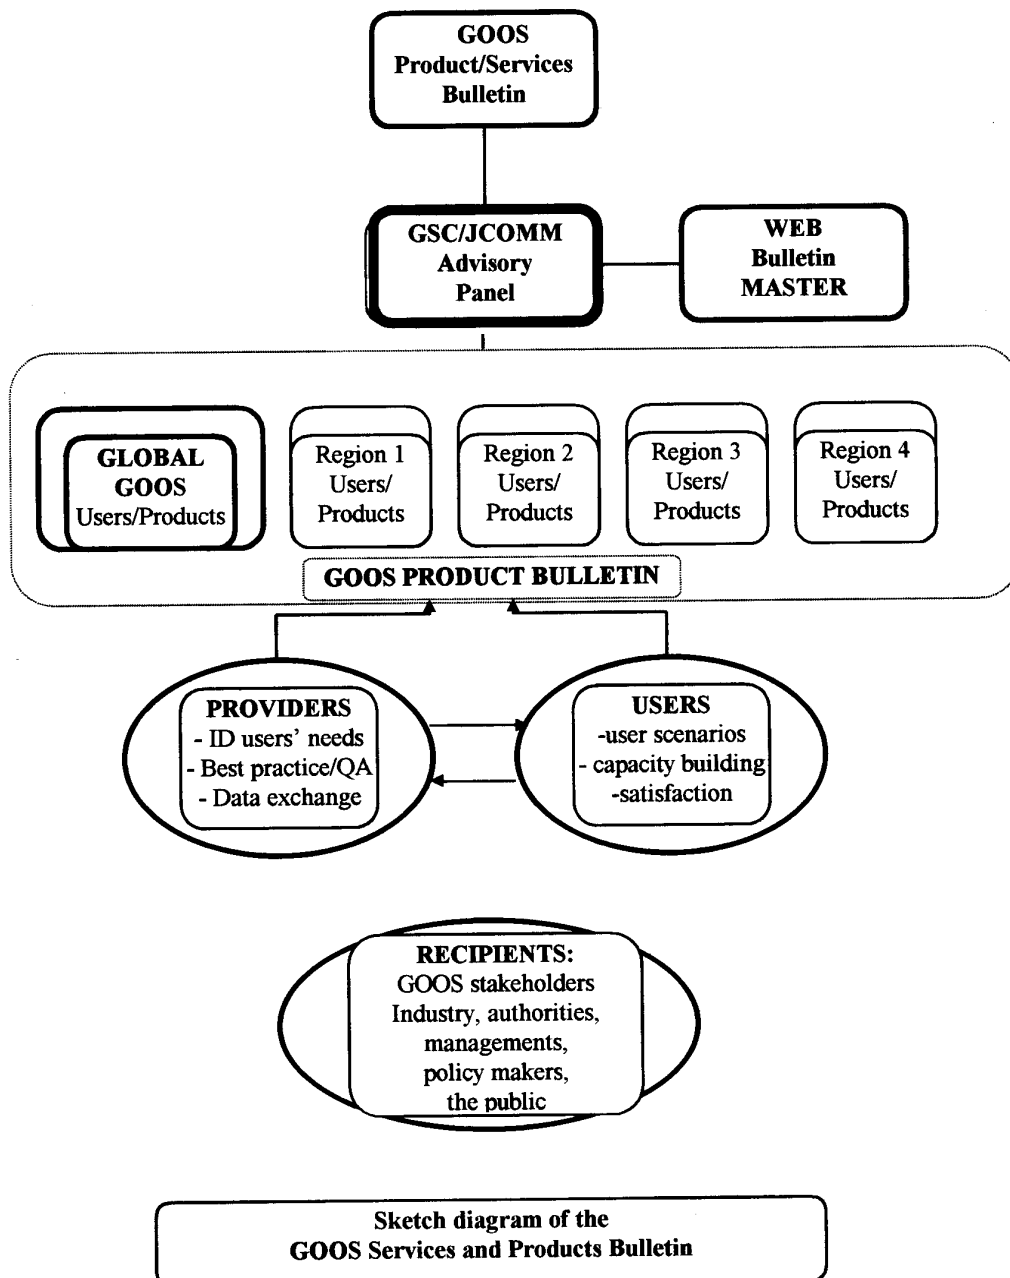 GOOS
Product/Services
Bulletin
GSC/JCOMM
Advisory
Panel
WEB
Bulletin
MASTER
GLOBAL
GOOS
Users/Products
Region 1
Users/
Products
Region 2
Users/
Products
Region 3
Users/
Products
Region 4
Users/
Products
GOOS PRODUCT BULLETIN
PROVIDERS
- ID users' needs
- Best practice/QA
- Data exchange
USERS
-user scenarios
- capacity building
-satisfaction
RECIPIENTS:
GOOS stakeholders
Industry, authorities,
managements,
policy makers,
the public
Sketch diagram of the
GOOS Services and Products Bulletin